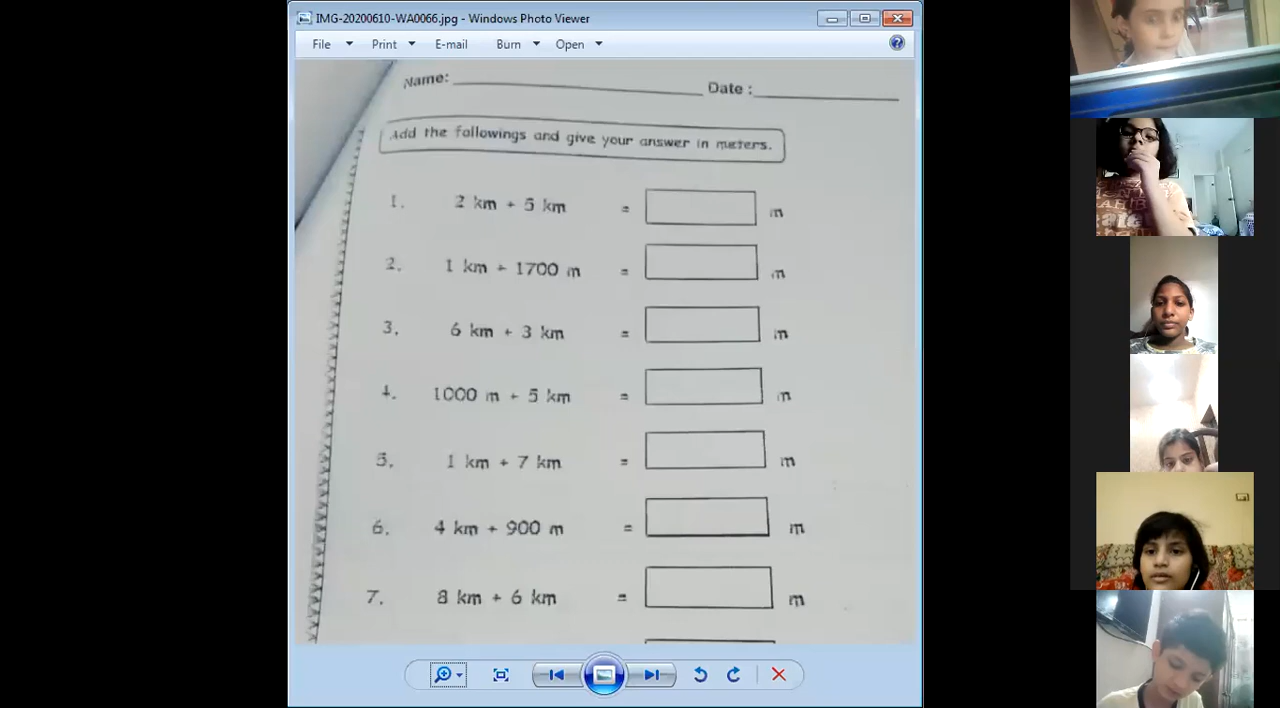 IMG-20200610-WA0066.jpg - Windows Photo Viewer
File Print E-mail Burn Open
Name: Date :
Add the followings and give your answer in meters.
1. 2 km + 5 km = m
2. 1 km + 1700 m = m
3. 6 km + 3 km = m
4. 1000 m + 5 km = m
5. 1 km + 7 km = m
6. 4 km + 900 m = m
7. 8 km + 6 km = m